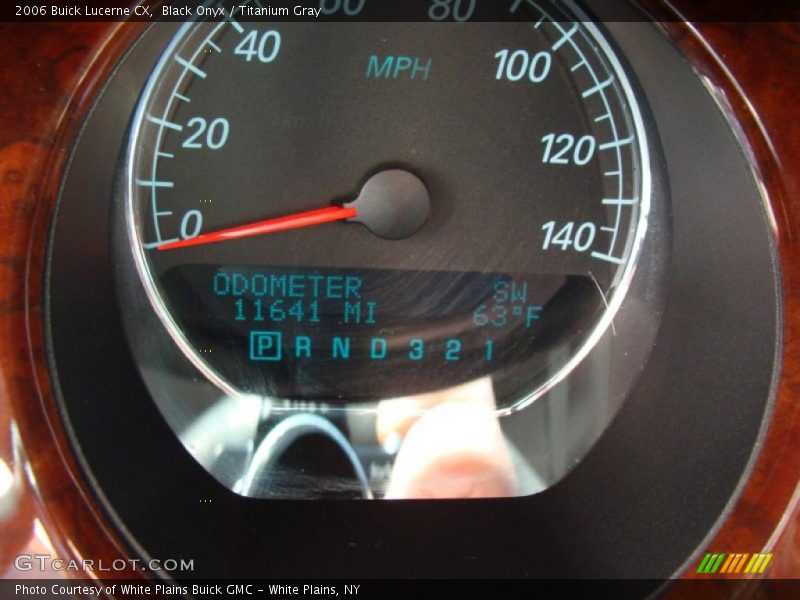 2006 Buick Lucerne CX, Black Onyx / Titanium Gray
60 80
40 MPH 100
20 120
0 140
ODOMETER SW
11641 MI 63°F
P R N D 3 2 1
GTCARLOT.COM
Photo Courtesy of White Plains Buick GMC - White Plains, NY